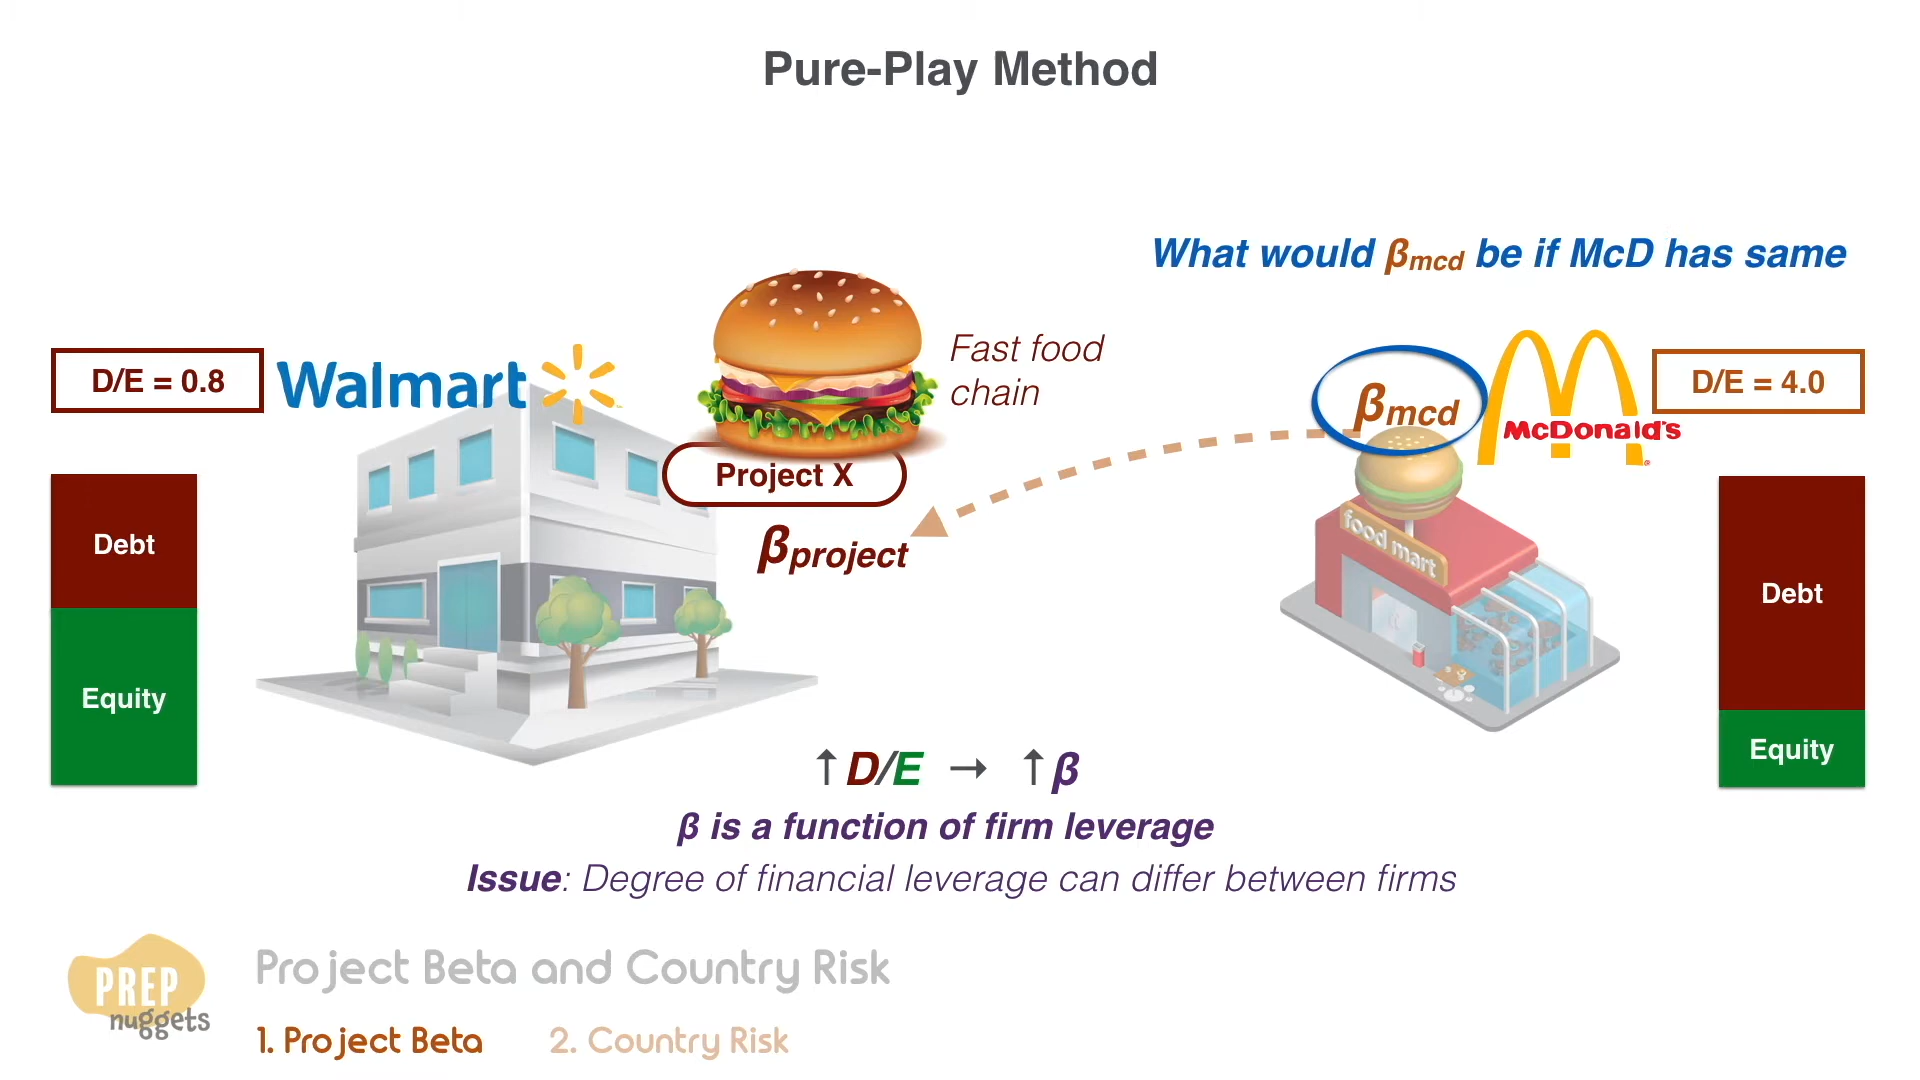 Pure-Play Method
What would βmcd be if McD has same
D/E = 0.8
Walmart
Fast food
chain
βmcd
McDonald's
D/E = 4.0
Project X
βproject
food mart
Debt
Equity
Debt
Equity
↑ D/E → ↑ β
β is a function of firm leverage
Issue: Degree of financial leverage can differ between firms
PREP
nuggets
Project Beta and Country Risk
1. Project Beta
2. Country Risk